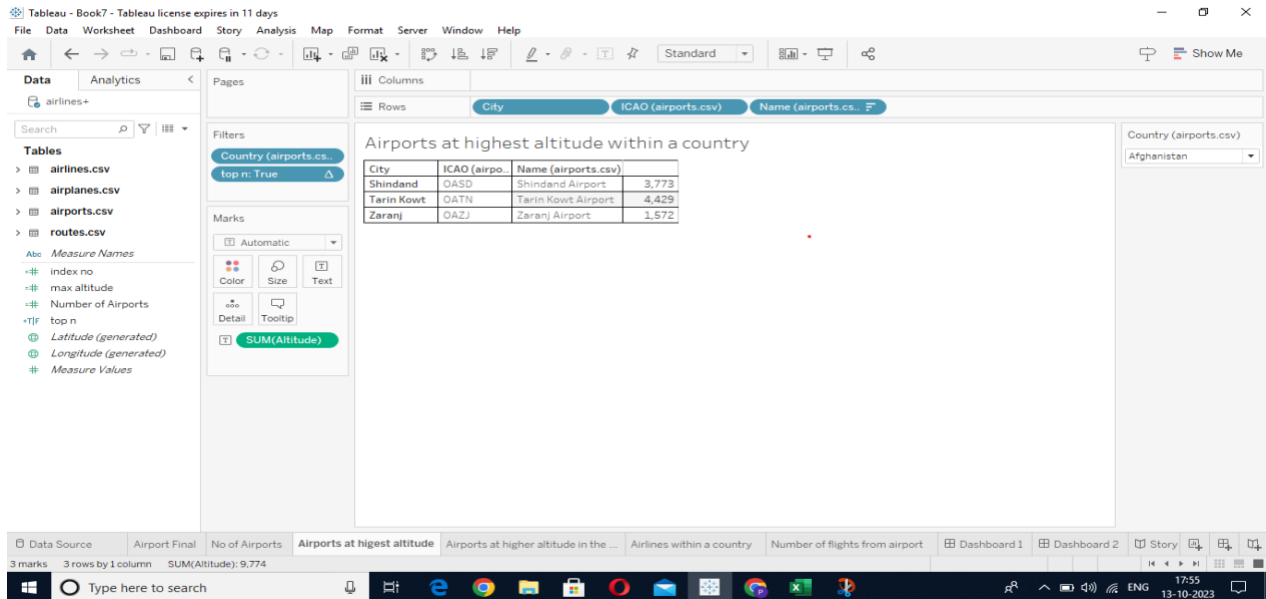 Tableau - Book7 - Tableau license expires in 11 days
File Data Worksheet Dashboard Story Analysis Map Format Server Window Help
Standard
Show Me
Data Analytics
airlines+
Search
Tables
airlines.csv
airplanes.csv
airports.csv
routes.csv
Abc Measure Names
=# index no
=# max altitude
=# Number of Airports
=T|F top n
Latitude (generated)
Longitude (generated)
# Measure Values
Pages
Filters
Country (airports.cs..
top n: True Δ
Marks
Automatic
Color Size Text
Detail Tooltip
SUM(Altitude)
Columns
Rows City ICAO (airports.csv) Name (airports.cs..
Airports at highest altitude within a country
City ICAO (airpo.. Name (airports.csv)
Shindand OASD Shindand Airport 3,773
Tarin Kowt OATN Tarin Kowt Airport 4,429
Zaranj OAZJ Zaranj Airport 1,572
Country (airports.csv)
Afghanistan
Data Source Airport Final No of Airports Airports at higest altitude Airports at higher altitude in the ... Airlines within a country Number of flights from airport Dashboard 1 Dashboard 2 Story
3 marks 3 rows by 1 column SUM(Altitude): 9,774
Type here to search
ENG
17:55
13-10-2023